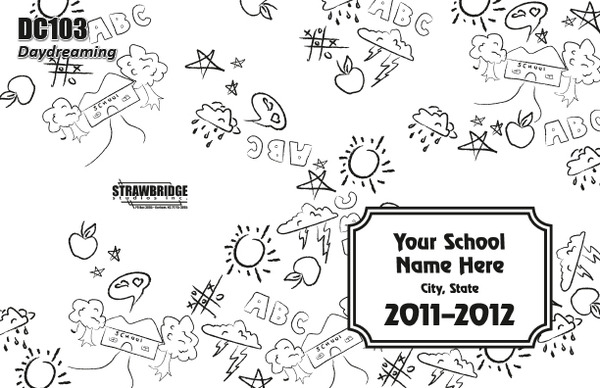 DC103
Daydreaming
ABC
SCHOOL
ABC
SCHOOL
ABC
ABC
STRAWBRIDGE
studios inc.
Your School
Name Here
City, State
2011–2012
ABC
SCHOOL
SCHOOL